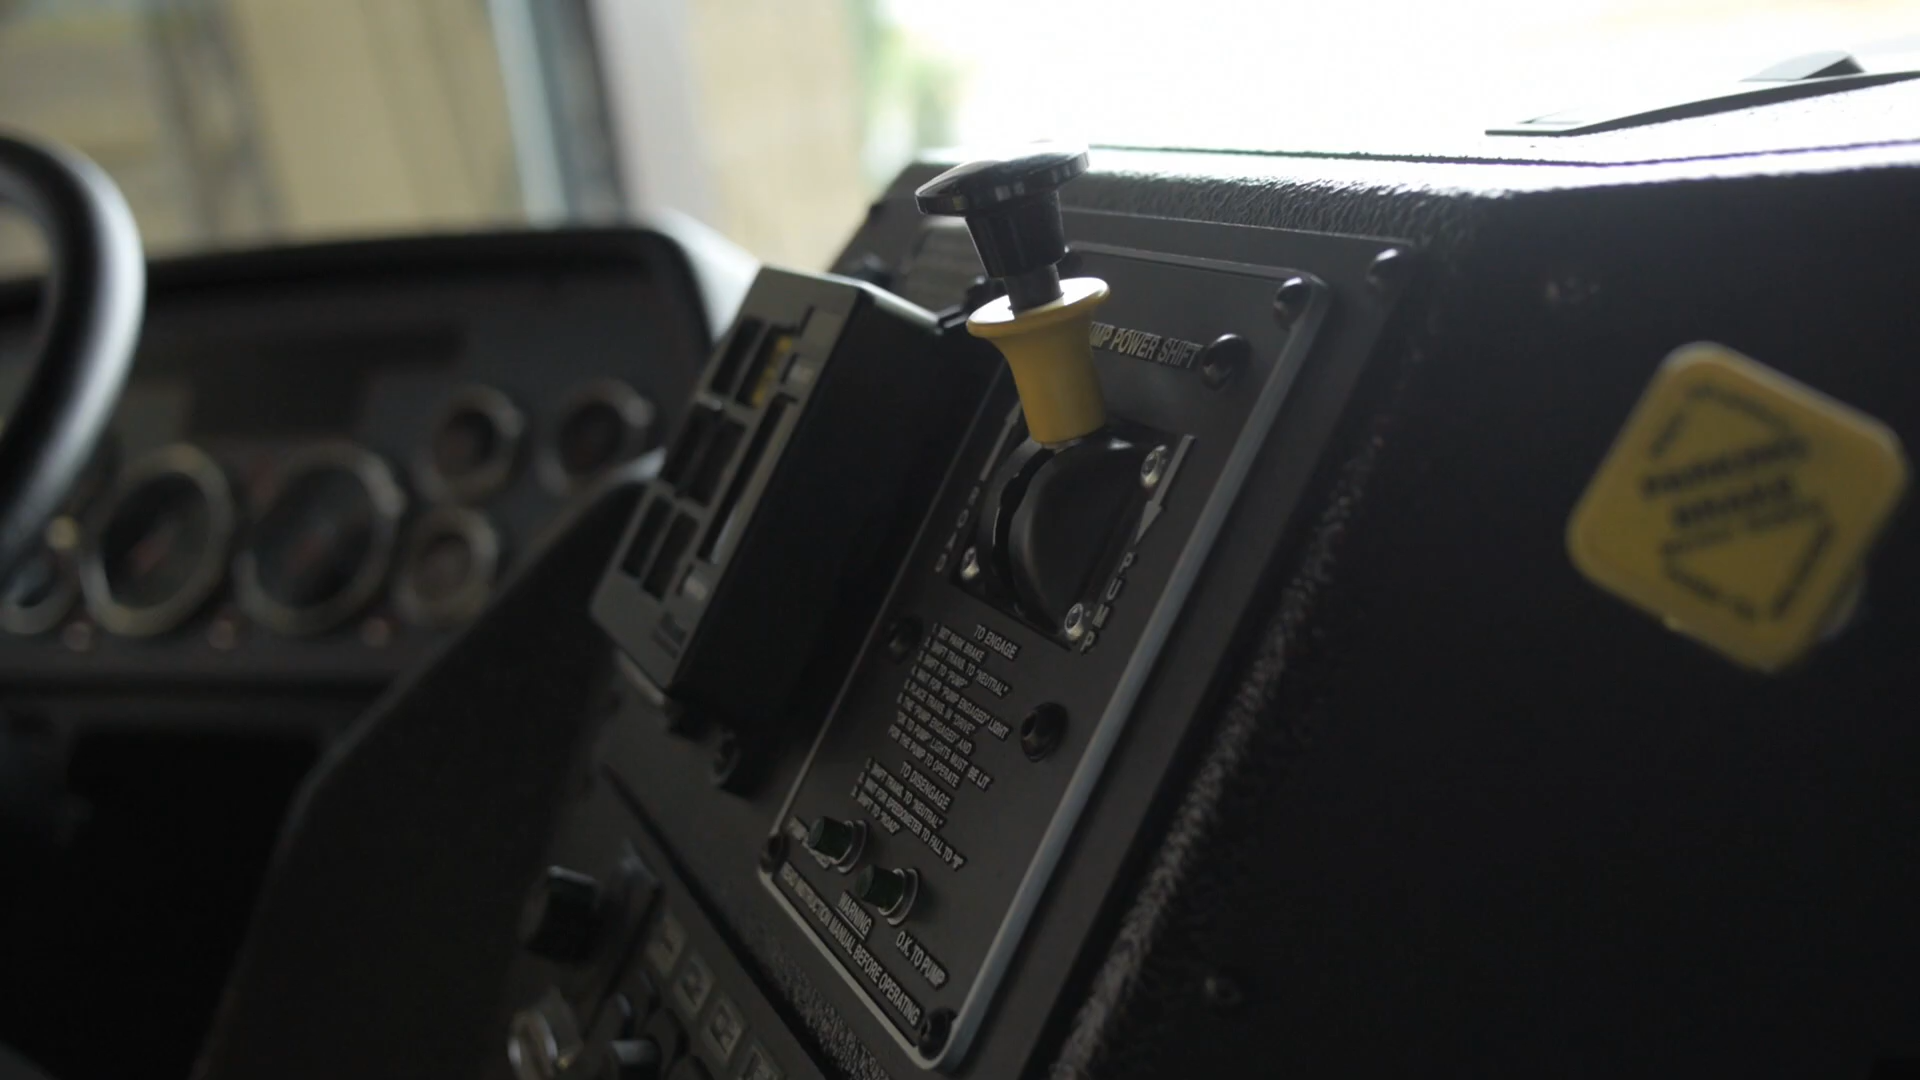 POWER SHIFT
ROAD
PUMP
TO ENGAGE
1. SET PARK BRAKE
2. SHIFT TRANS. TO "NEUTRAL"
3. SHIFT TO "PUMP"
4. WAIT FOR "PUMP ENGAGED" LIGHT
5. PLACE TRANS. IN "DRIVE"
6. THE "PUMP ENGAGED" AND
"OK TO PUMP" LIGHTS MUST BE LIT
FOR THE PUMP TO OPERATE
TO DISENGAGE
1. SHIFT TRANS. TO "NEUTRAL"
2. WAIT FOR SPEEDOMETER TO FALL TO "0"
3. SHIFT TO "ROAD"
O.K. TO PUMP
WARNING
READ INSTRUCTION MANUAL BEFORE OPERATING